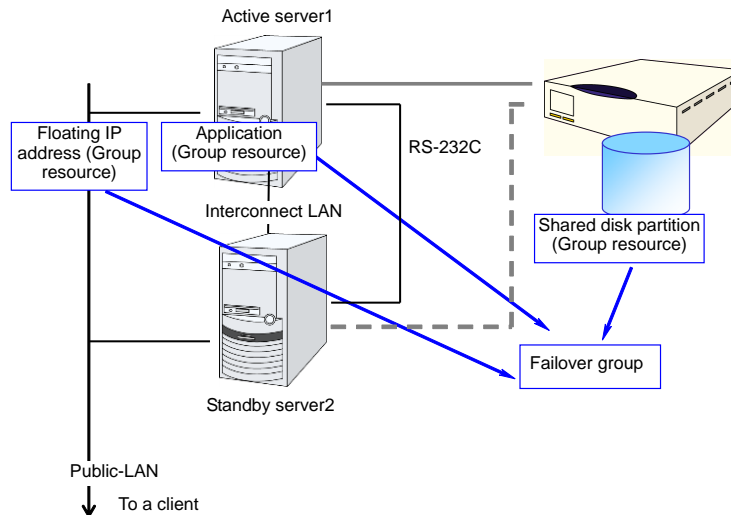 Active server1
Floating IP
address (Group
resource)
Application
(Group resource)
RS-232C
Interconnect LAN
Shared disk partition
(Group resource)
Failover group
Standby server2
Public-LAN
To a client